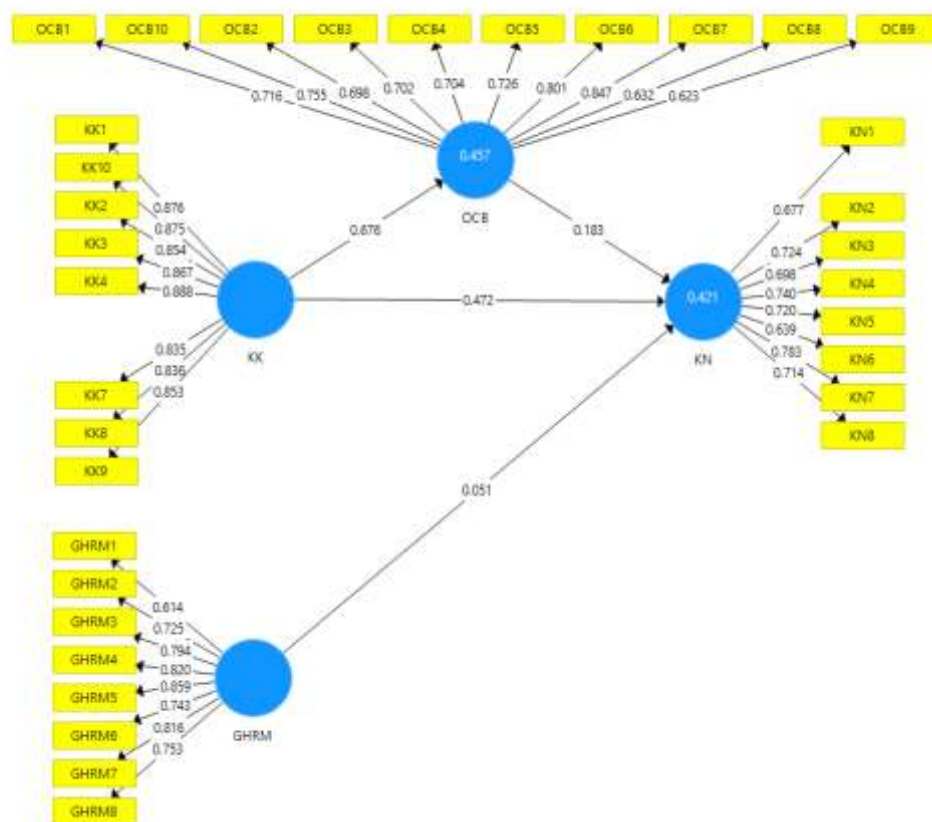 OCB1 OCB10 OCB2 OCB3 OCB4 OCB5 OCB6 OCB7 OCB8 OCB9
0.716 0.755 0.698 0.702 0.704 0.726 0.801 0.847 0.632 0.623
0.457
OCB
KK1
KK10
KK2
KK3
KK4
KK7
KK8
KK9
0.876
0.875
0.854
0.867
0.888
0.835
0.836
0.853
KK
0.676
0.183
0.472
0.051
0.421
KN
KN1
KN2
KN3
KN4
KN5
KN6
KN7
KN8
0.677
0.724
0.698
0.740
0.720
0.639
0.783
0.714
GHRM1
GHRM2
GHRM3
GHRM4
GHRM5
GHRM6
GHRM7
GHRM8
0.614
0.725
0.794
0.820
0.859
0.743
0.816
0.753
GHRM